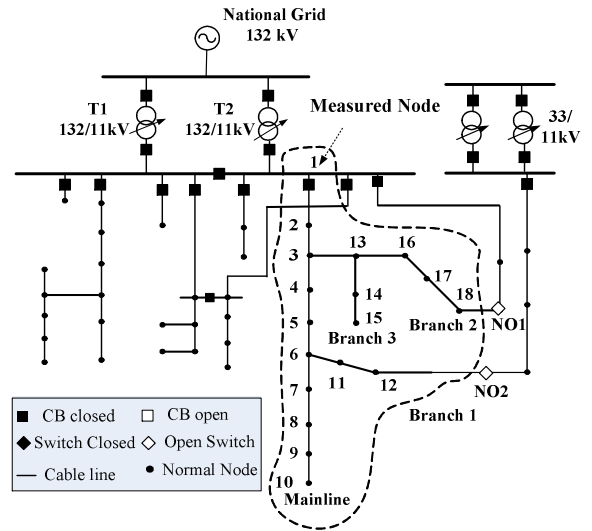 National Grid
132 kV
T1
132/11kV
T2
132/11kV
Measured Node
33/
11kV
1
2
3
13
16
17
4
14
18
5
15
Branch 3
Branch 2
NO1
6
11
12
7
NO2
Branch 1
8
9
10
Mainline
CB closed
CB open
Switch Closed
Open Switch
Cable line
Normal Node